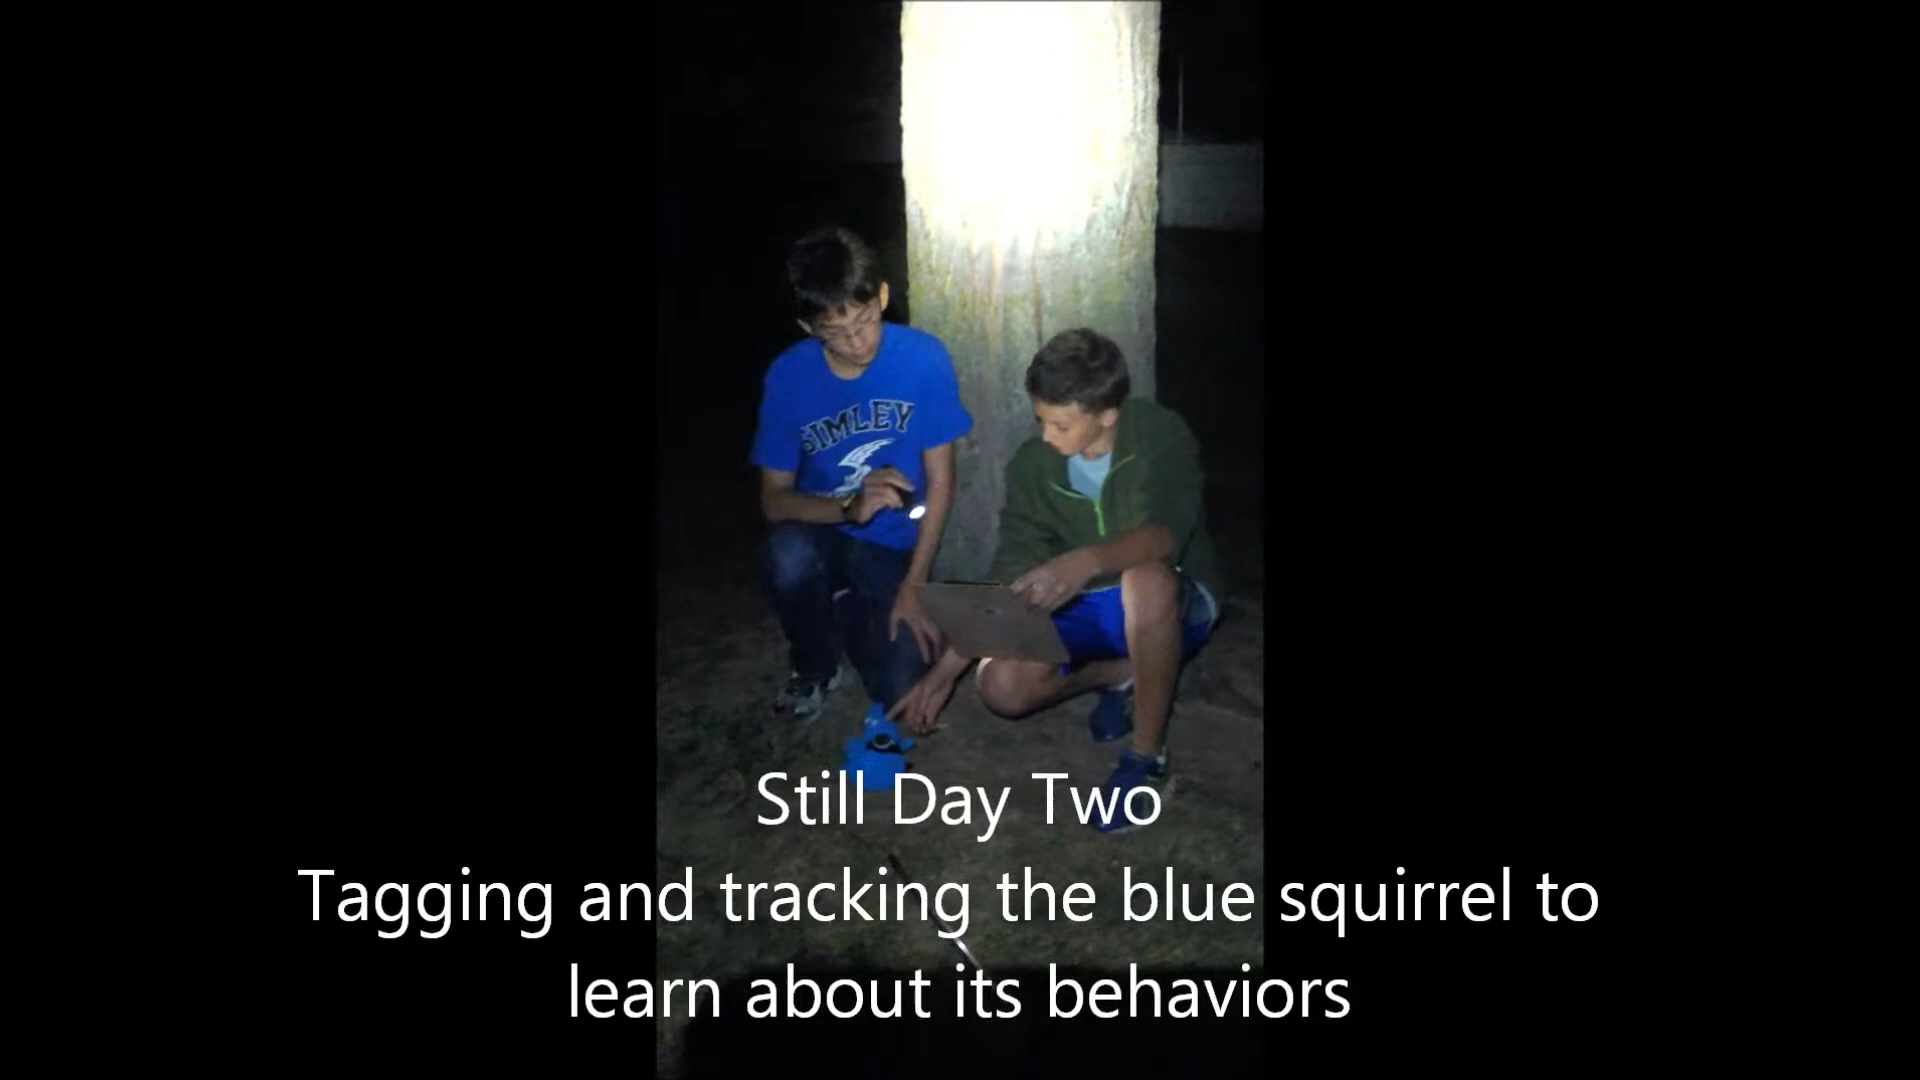 SIMLEY
Still Day Two
Tagging and tracking the blue squirrel to
learn about its behaviors